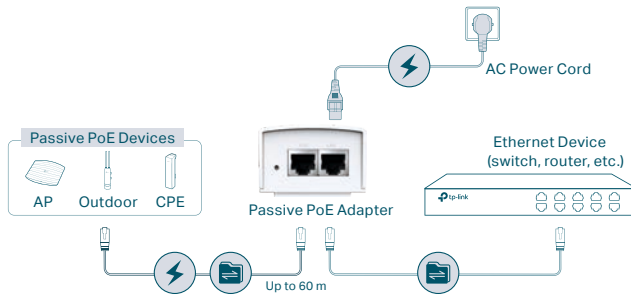 AC Power Cord
Passive PoE Devices
AP
Outdoor
CPE
Passive PoE Adapter
Ethernet Device
(switch, router, etc.)
tp-link
Up to 60 m